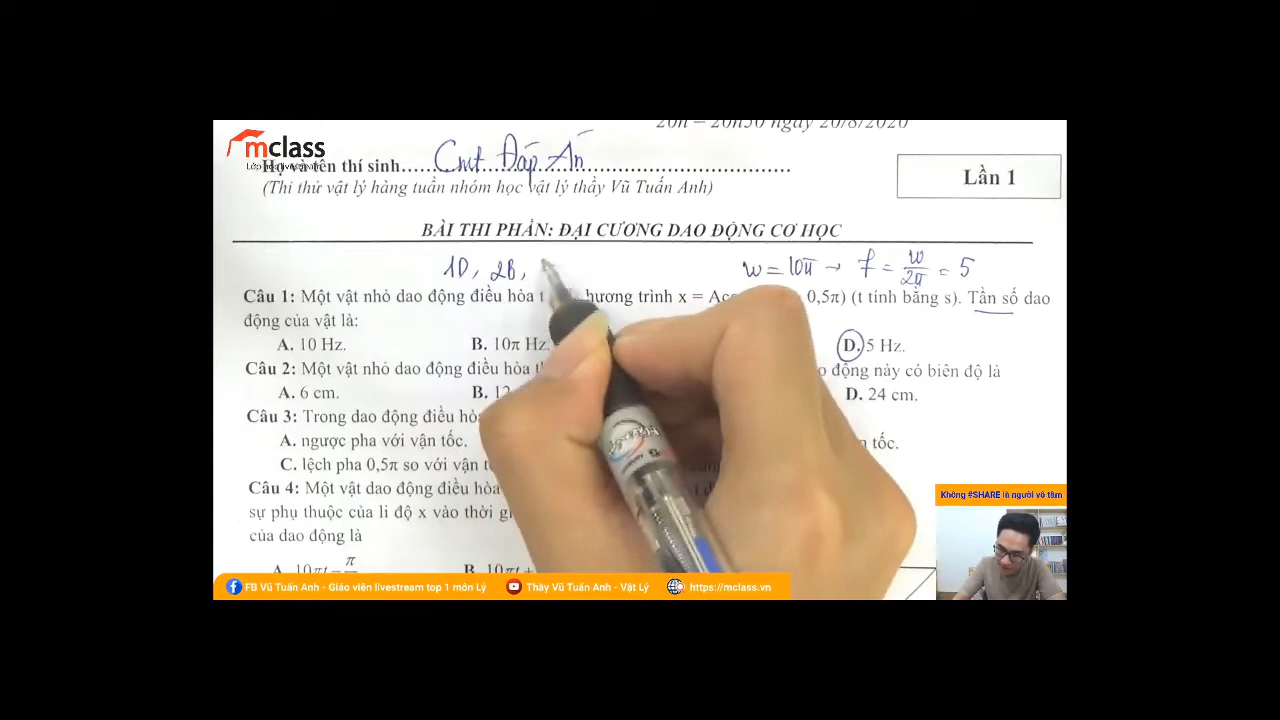 20h – 20h50 ngày 20/8/2020
mclass
Họ và tên thí sinh Cmt Đáp Án
(Thi thử vật lý hàng tuần nhóm học vật lý thầy Vũ Tuấn Anh)
Lần 1
BÀI THI PHẦN: ĐẠI CƯƠNG DAO ĐỘNG CƠ HỌC
1D, 2B, w = 10π → f = w/2π = 5
Câu 1: Một vật nhỏ dao động điều hòa hương trình x = 0,5π) (t tính bằng s). Tần số dao
động của vật là:
A. 10 Hz. B. 10π Hz. D. 5 Hz.
Câu 2: Một vật nhỏ dao động điều hòa động này có biên độ là
A. 6 cm. B. D. 24 cm.
Câu 3: Trong dao động điều hòa
A. ngược pha với vận tốc. tốc.
C. lệch pha 0,5π so với vận
Câu 4: Một vật dao động điều hòa
sự phụ thuộc của li độ x vào thời
của dao động là
A. 10πt – π B. 10πt +
Không #SHARE là người vô tâm
FB Vũ Tuấn Anh - Giáo viên livestream top 1 môn Lý Thầy Vũ Tuấn Anh - Vật Lý https://mclass.vn